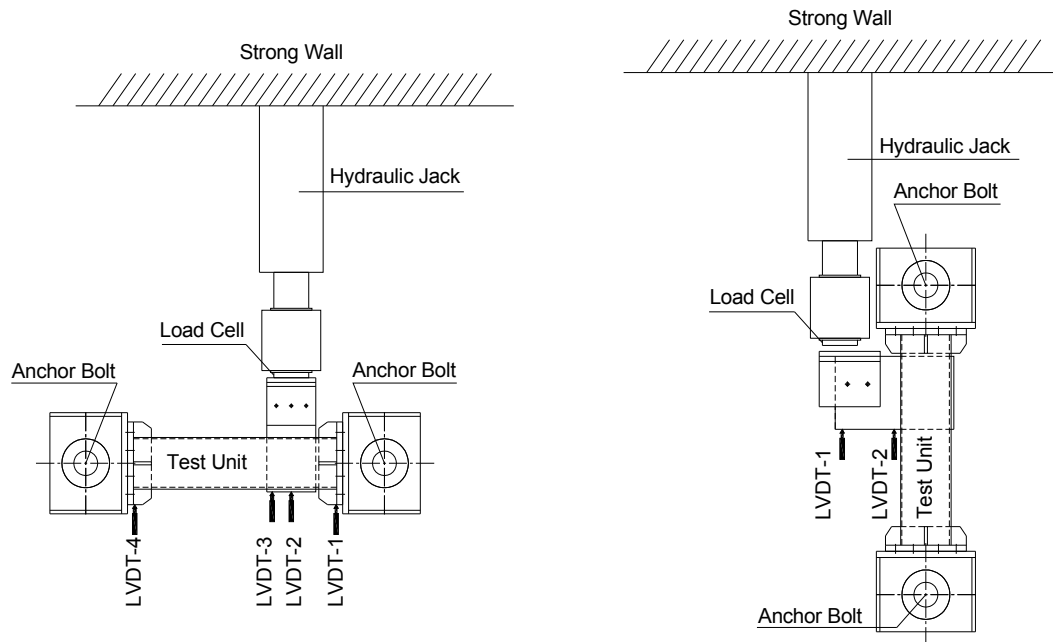 Strong Wall
Hydraulic Jack
Load Cell
Anchor Bolt
Anchor Bolt
Test Unit
LVDT-4
LVDT-3
LVDT-2
LVDT-1
Strong Wall
Hydraulic Jack
Anchor Bolt
Load Cell
LVDT-1
LVDT-2
Test Unit
Anchor Bolt